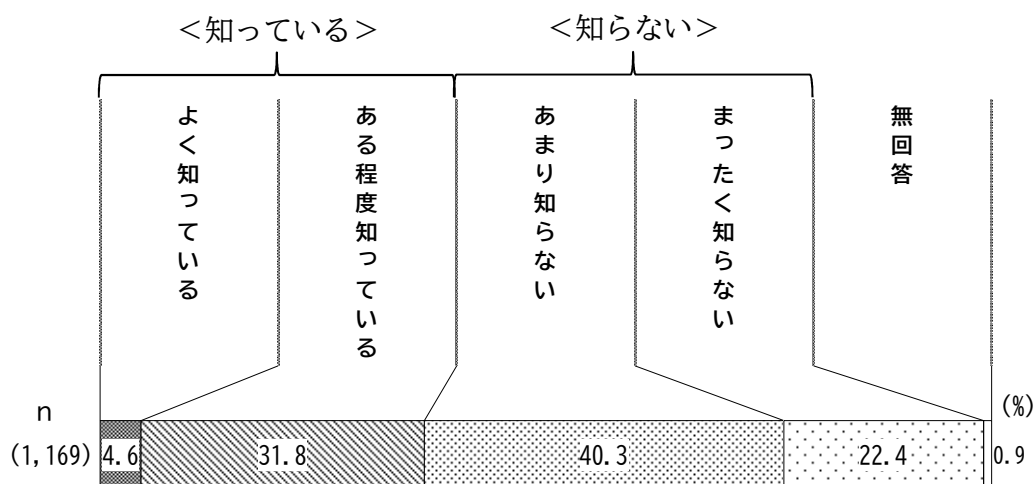 ＜知っている＞
＜知らない＞
よく知っている
ある程度知っている
あまり知らない
まったく知らない
無回答
n
(%)
(1,169)
4.6
31.8
40.3
22.4
0.9